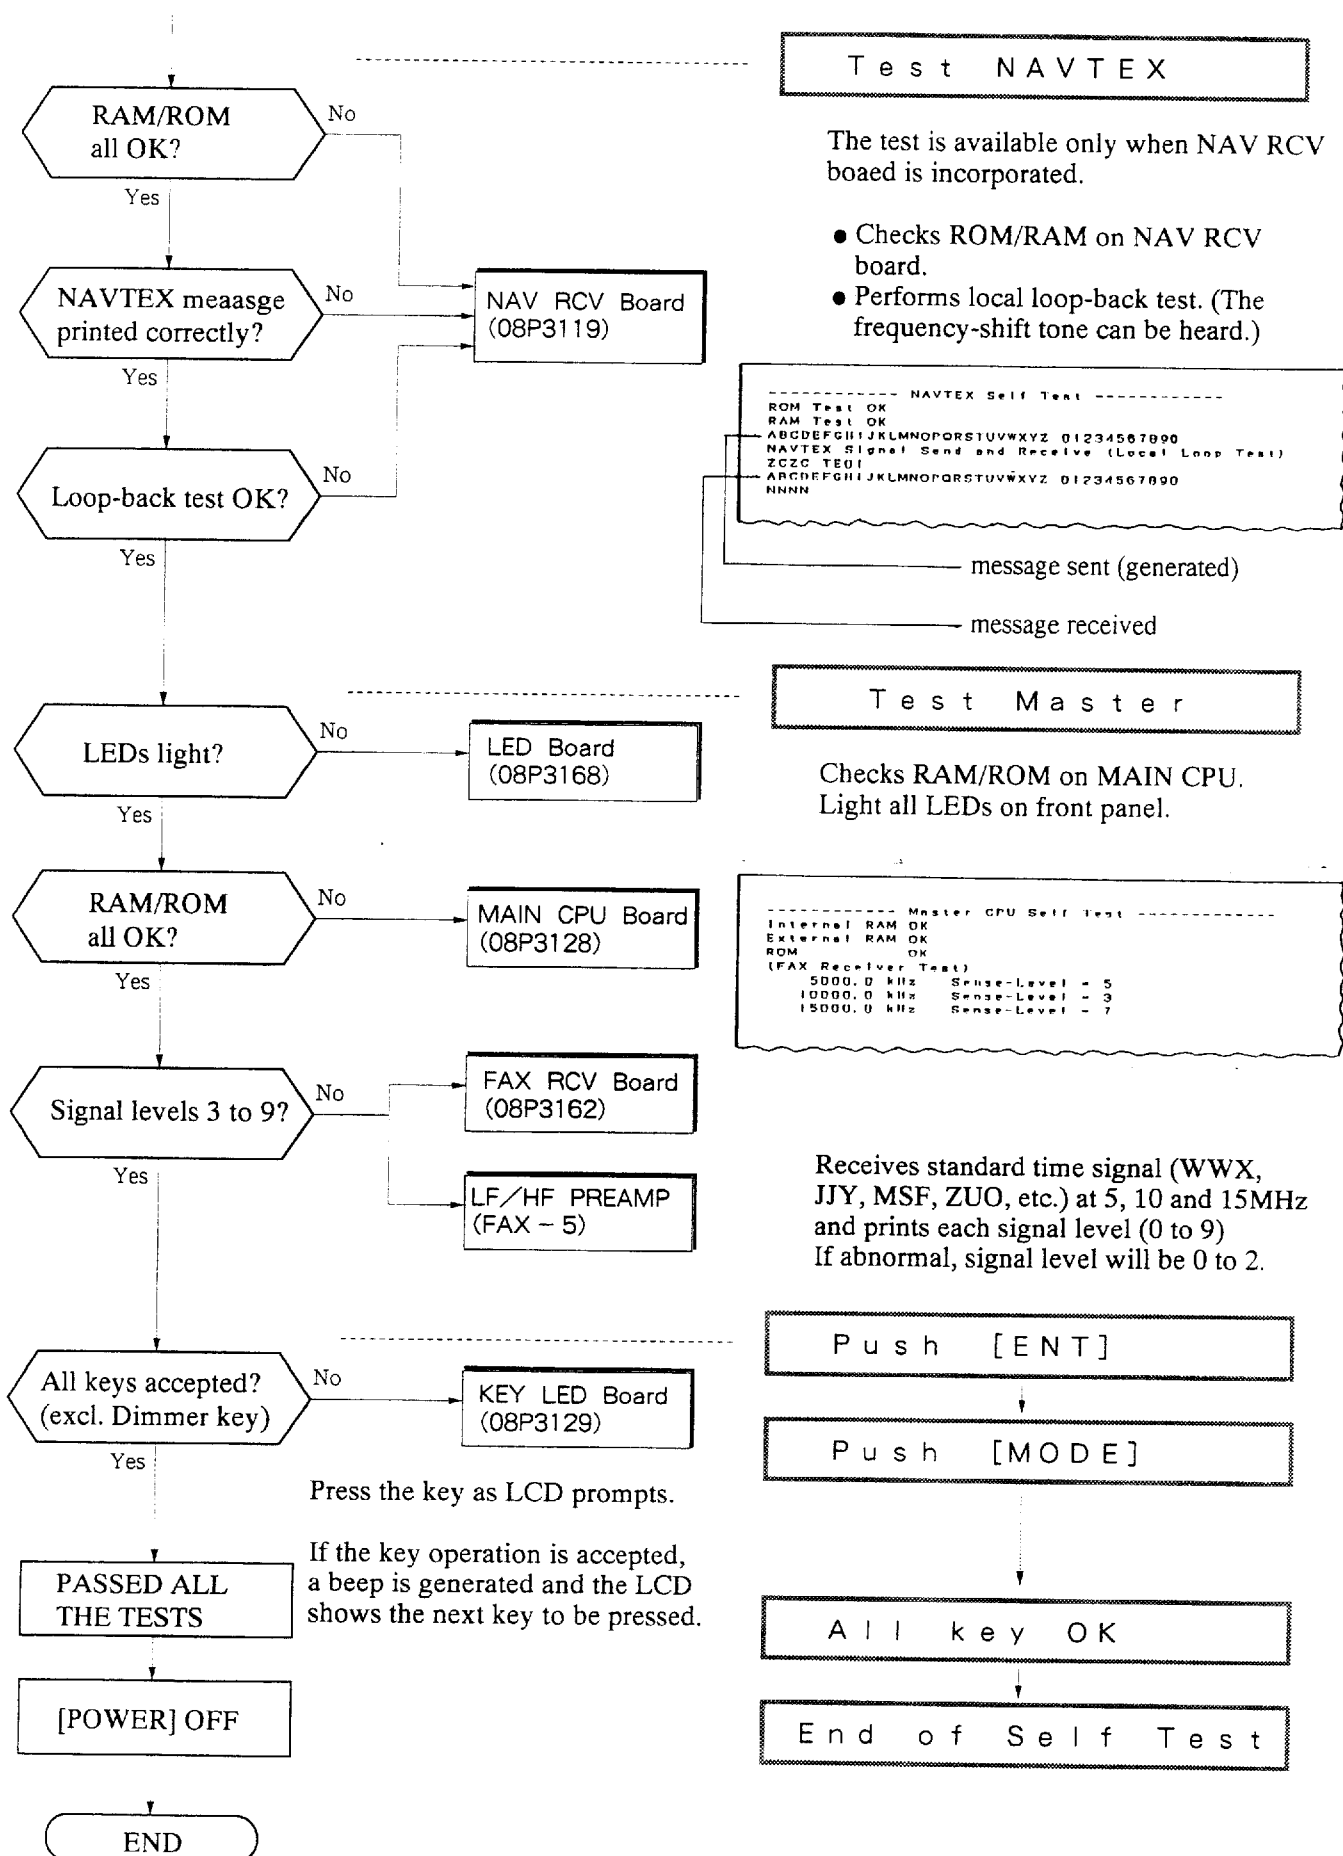 Test NAVTEX
RAM/ROM
all OK?
No
Yes
The test is available only when NAV RCV
boaed is incorporated.
● Checks ROM/RAM on NAV RCV
board.
● Performs local loop-back test. (The
frequency-shift tone can be heard.)
NAVTEX meaasge
printed correctly?
No
Yes
NAV RCV Board
(08P3119)
Loop-back test OK?
No
Yes
------------ NAVTEX Self Test ------------
ROM Test OK
RAM Test OK
ABCDEFGHIJKLMNOPQRSTUVWXYZ 01234567890
NAVTEX Signal Send and Receive (Local Loop Test)
ZCZC
ABCDEFGHIJKLMNOPQRSTUVWXYZ 01234567890
NNNN
message sent (generated)
message received
Test Master
LEDs light?
No
Yes
LED Board
(08P3168)
Checks RAM/ROM on MAIN CPU.
Light all LEDs on front panel.
RAM/ROM
all OK?
No
Yes
MAIN CPU Board
(08P3128)
------------ Master CPU Self Test ------------
Internal RAM OK
External RAM OK
ROM OK
(FAX Receiver Test)
5000.0 kHz Sense-Level - 5
10000.0 kHz Sense-Level - 3
15000.0 kHz Sense-Level - 7
Signal levels 3 to 9?
No
Yes
FAX RCV Board
(08P3162)
LF/HF PREAMP
(FAX - 5)
Receives standard time signal (WWX,
JJY, MSF, ZUO, etc.) at 5, 10 and 15MHz
and prints each signal level (0 to 9)
If abnormal, signal level will be 0 to 2.
All keys accepted?
(excl. Dimmer key)
No
Yes
KEY LED Board
(08P3129)
Push [ENT]
Push [MODE]
Press the key as LCD prompts.
If the key operation is accepted,
a beep is generated and the LCD
shows the next key to be pressed.
PASSED ALL
THE TESTS
[POWER] OFF
END
All key OK
End of Self Test